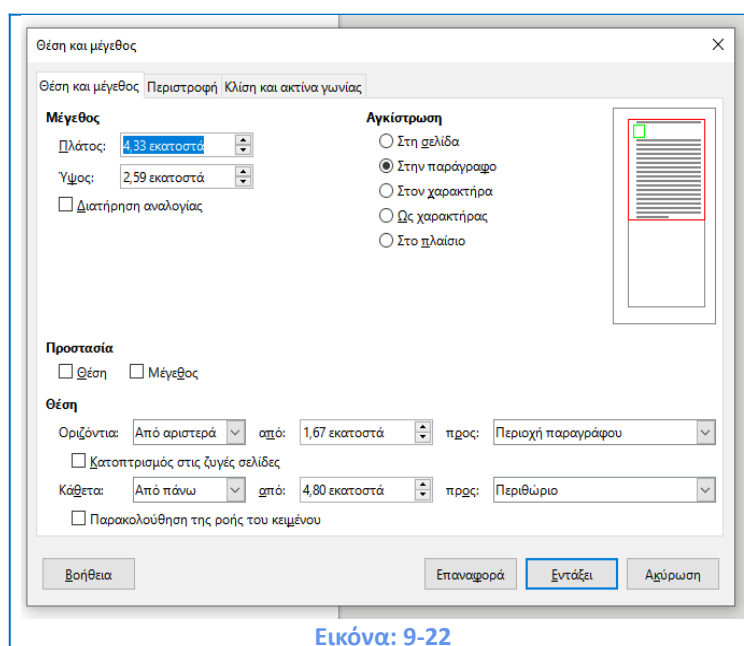 Θέση και μέγεθος
Θέση και μέγεθος Περιστροφή Κλίση και ακτίνα γωνίας
Μέγεθος
Πλάτος: 4,33 εκατοστά
Ύψος: 2,59 εκατοστά
Διατήρηση αναλογίας
Αγκίστρωση
Στη σελίδα
Στην παράγραφο
Στον χαρακτήρα
Ως χαρακτήρας
Στο πλαίσιο
Προστασία
Θέση Μέγεθος
Θέση
Οριζόντια: Από αριστερά από: 1,67 εκατοστά προς: Περιοχή παραγράφου
Κατοπτρισμός στις ζυγές σελίδες
Κάθετα: Από πάνω από: 4,80 εκατοστά προς: Περιθώριο
Παρακολούθηση της ροής του κειμένου
Βοήθεια Επαναφορά Εντάξει Ακύρωση
Εικόνα: 9-22